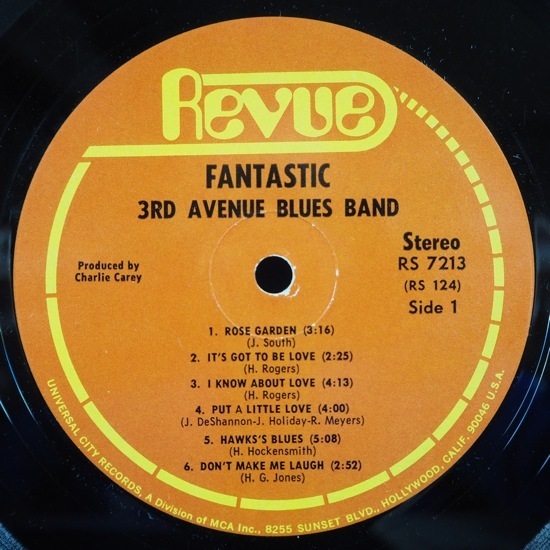 Revue
FANTASTIC
3RD AVENUE BLUES BAND
Produced by
Charlie Carey
Stereo
RS 7213
(RS 124)
Side 1
1. ROSE GARDEN (3:16)
(J. South)
2. IT'S GOT TO BE LOVE (2:25)
(H. Rogers)
3. I KNOW ABOUT LOVE (4:13)
(H. Rogers)
4. PUT A LITTLE LOVE (4:00)
(J. DeShannon-J. Holiday-R. Meyers)
5. HAWKS'S BLUES (5:08)
(H. Hockensmith)
6. DON'T MAKE ME LAUGH (2:52)
(H. G. Jones)
UNIVERSAL CITY RECORDS, A Division of MCA Inc., 8255 SUNSET BLVD., HOLLYWOOD, CALIF. 90046 U.S.A.